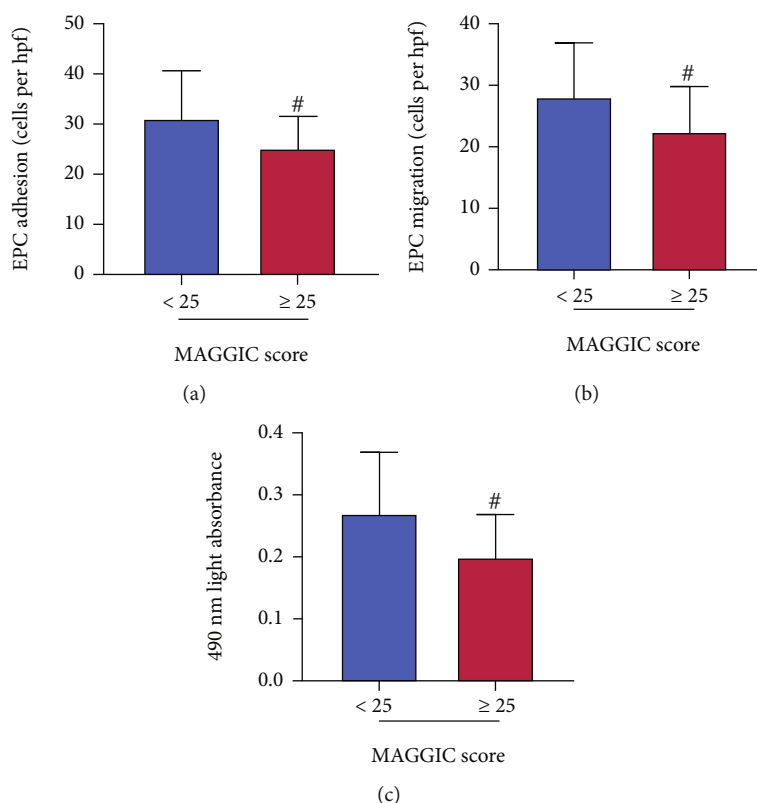 EPC adhesion (cells per hpf)
50
40
30
20
10
0
#
< 25
≥ 25
MAGGIC score
(a)
EPC migration (cells per hpf)
40
30
20
10
0
#
< 25
≥ 25
MAGGIC score
(b)
490 nm light absorbance
0.4
0.3
0.2
0.1
0.0
#
< 25
≥ 25
MAGGIC score
(c)